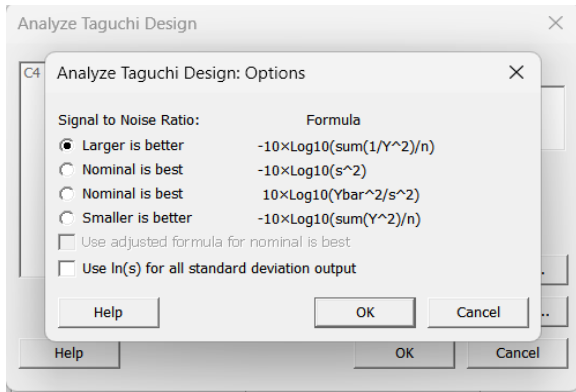 Analyze Taguchi Design
C4
Analyze Taguchi Design: Options
Signal to Noise Ratio: Formula
Larger is better -10×Log10(sum(1/Y^2)/n)
Nominal is best -10×Log10(s^2)
Nominal is best 10×Log10(Ybar^2/s^2)
Smaller is better -10×Log10(sum(Y^2)/n)
Use adjusted formula for nominal is best
Use ln(s) for all standard deviation output
.
Help OK Cancel
..
Help OK Cancel